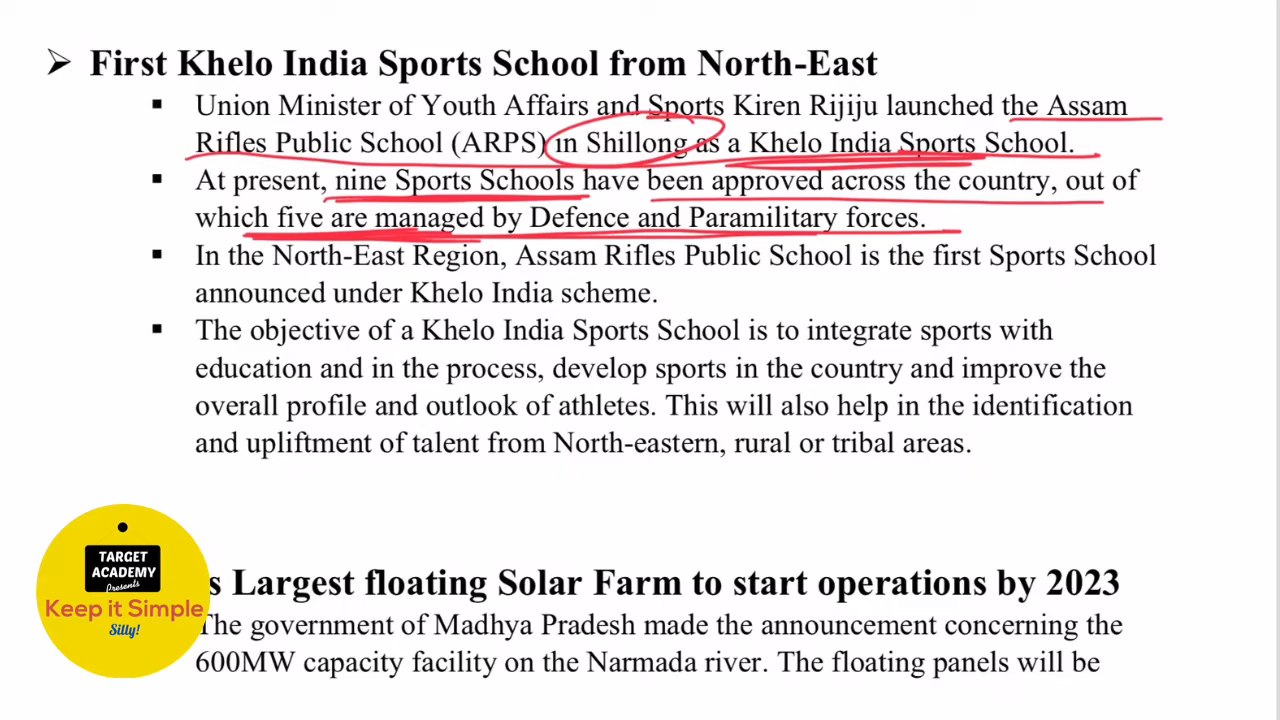 First Khelo India Sports School from North-East
Union Minister of Youth Affairs and Sports Kiren Rijiju launched the Assam
Rifles Public School (ARPS) in Shillong as a Khelo India Sports School.
At present, nine Sports Schools have been approved across the country, out of
which five are managed by Defence and Paramilitary forces.
In the North-East Region, Assam Rifles Public School is the first Sports School
announced under Khelo India scheme.
The objective of a Khelo India Sports School is to integrate sports with
education and in the process, develop sports in the country and improve the
overall profile and outlook of athletes. This will also help in the identification
and upliftment of talent from North-eastern, rural or tribal areas.
TARGET
ACADEMY
Presents
Keep it Simple
Silly!
s Largest floating Solar Farm to start operations by 2023
The government of Madhya Pradesh made the announcement concerning the
600MW capacity facility on the Narmada river. The floating panels will be